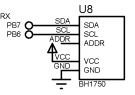 U8
RX
PB7 SDA SDA
PB6 SCL SCL
ADDR ADDR
VCC VCC
GND GND
BH1750